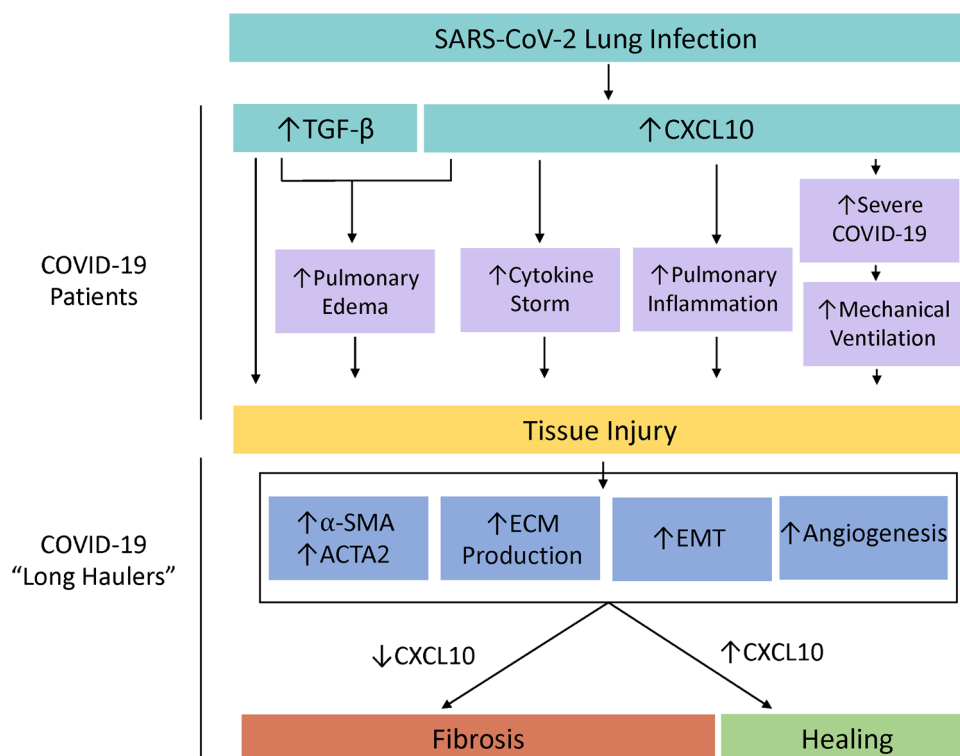 SARS-CoV-2 Lung Infection
↑TGF-β
↑CXCL10
COVID-19
Patients
↑Pulmonary
Edema
↑Cytokine
Storm
↑Pulmonary
Inflammation
↑Severe
COVID-19
↑Mechanical
Ventilation
Tissue Injury
COVID-19
“Long Haulers”
↑α-SMA
↑ACTA2
↑ECM
Production
↑EMT
↑Angiogenesis
↓CXCL10
↑CXCL10
Fibrosis
Healing